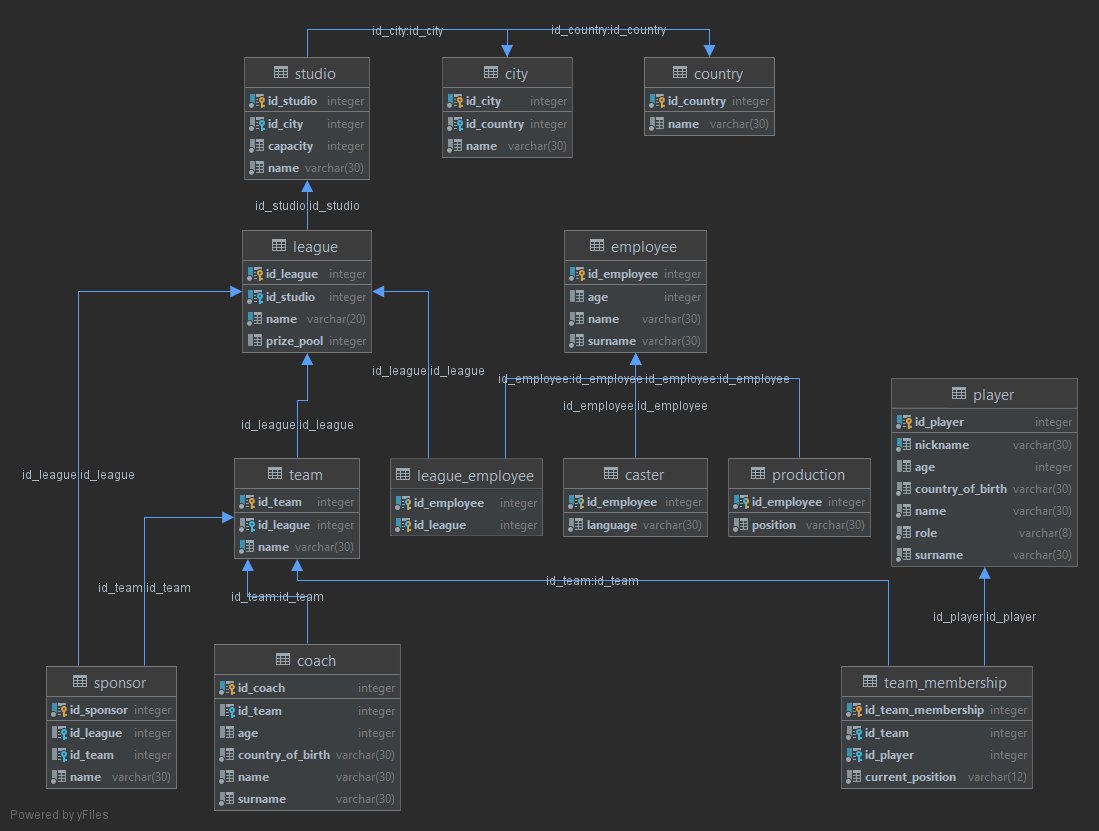 id_city:id_city
id_country:id_country
studio
id_studio integer
id_city integer
capacity integer
name varchar(30)
city
id_city integer
id_country integer
name varchar(30)
country
id_country integer
name varchar(30)
id_studio:id_studio
league
id_league integer
id_studio integer
name varchar(20)
prize_pool integer
employee
id_employee integer
age integer
name varchar(30)
surname varchar(30)
id_league:id_league
id_employee:id_employee
id_employee:id_employee
id_employee:id_employee
id_league:id_league
id_league:id_league
player
id_player integer
nickname varchar(30)
age integer
country_of_birth varchar(30)
name varchar(30)
role varchar(8)
surname varchar(30)
team
id_team integer
id_league integer
name varchar(30)
league_employee
id_employee integer
id_league integer
caster
id_employee integer
language varchar(30)
production
id_employee integer
position varchar(30)
id_team:id_team
id_team:id_team
id_team:id_team
id_player:id_player
sponsor
id_sponsor integer
id_league integer
id_team integer
name varchar(30)
coach
id_coach integer
id_team integer
age integer
country_of_birth varchar(30)
name varchar(30)
surname varchar(30)
team_membership
id_team_membership integer
id_team integer
id_player integer
current_position varchar(12)
Powered by yFiles